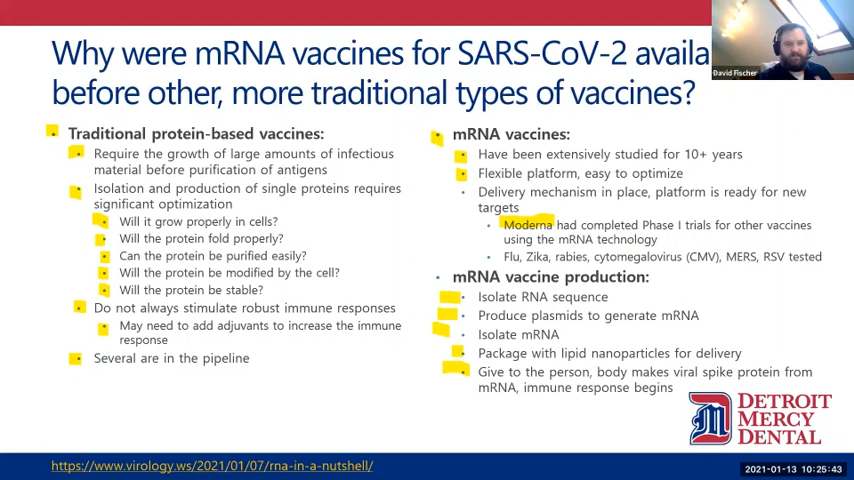 Why were mRNA vaccines for SARS-CoV-2 availa
before other, more traditional types of vaccines?
David Fischer
• Traditional protein-based vaccines:
• Require the growth of large amounts of infectious
material before purification of antigens
• Isolation and production of single proteins requires
significant optimization
• Will it grow properly in cells?
• Will the protein fold properly?
• Can the protein be purified easily?
• Will the protein be modified by the cell?
• Will the protein be stable?
• Do not always stimulate robust immune responses
• May need to add adjuvants to increase the immune
response
• Several are in the pipeline
• mRNA vaccines:
• Have been extensively studied for 10+ years
• Flexible platform, easy to optimize
• Delivery mechanism in place, platform is ready for new
targets
• Moderna had completed Phase I trials for other vaccines
using the mRNA technology
• Flu, Zika, rabies, cytomegalovirus (CMV), MERS, RSV tested
• mRNA vaccine production:
• Isolate RNA sequence
• Produce plasmids to generate mRNA
• Isolate mRNA
• Package with lipid nanoparticles for delivery
• Give to the person, body makes viral spike protein from
mRNA, immune response begins
DETROIT
MERCY
DENTAL
https://www.virology.ws/2021/01/07/rna-in-a-nutshell/
2021-01-13 10:25:43